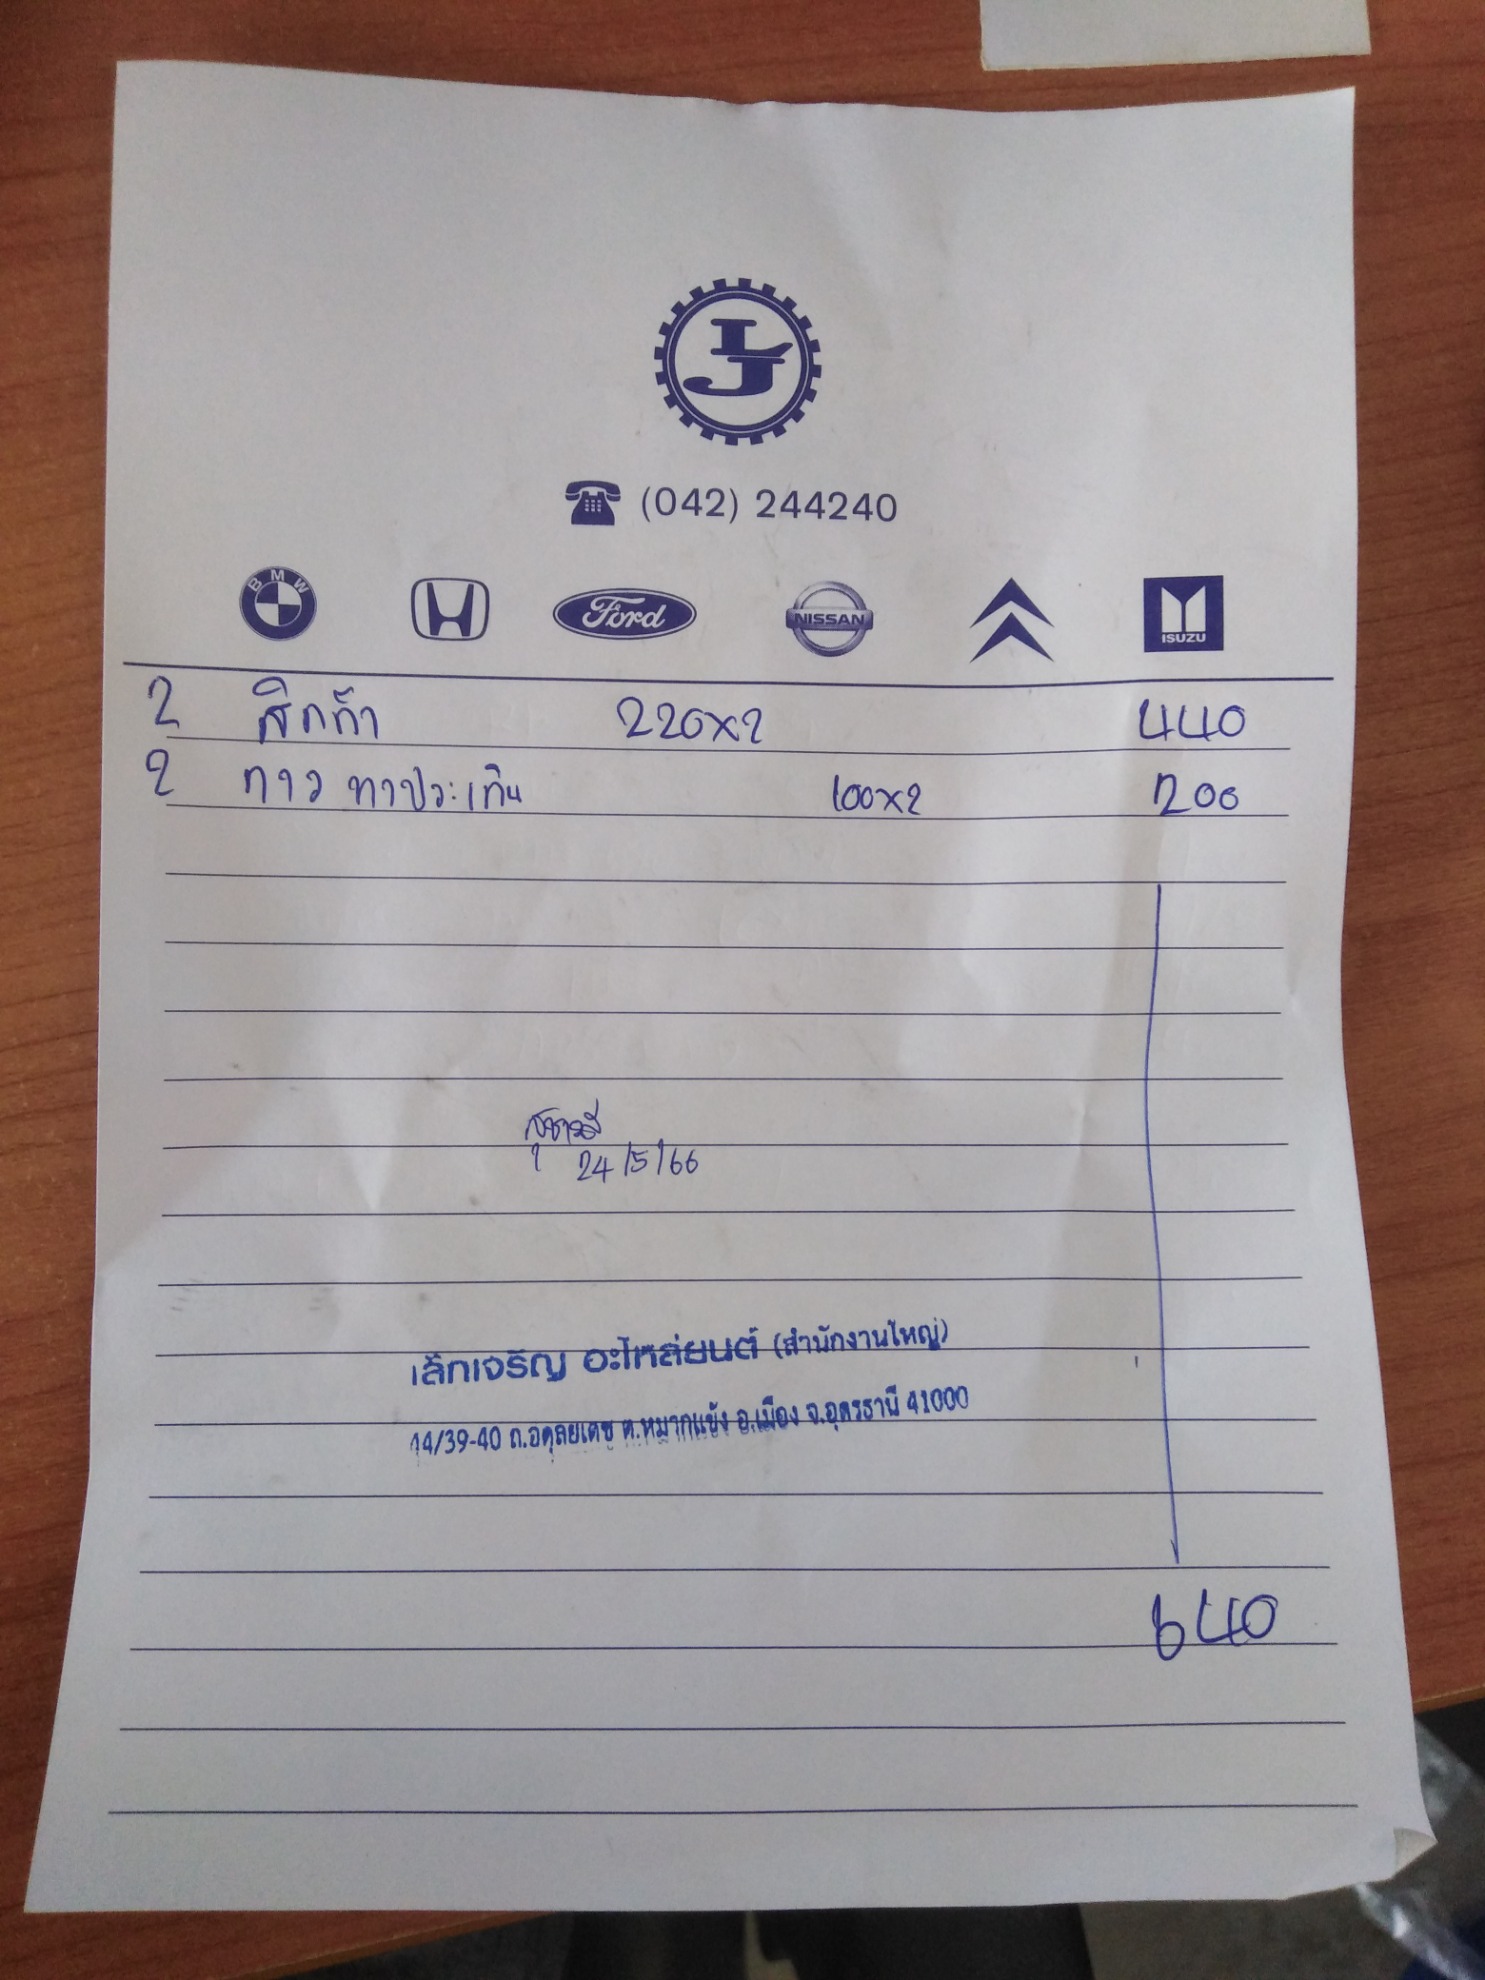 LJ
(042) 244240
BMW Ford NISSAN ISUZU
2 สิกก้า 220x2 440
2 กาว ทาปะเก็น 100x2 200
24/5/66
เล็กเจริญ อะไหล่ยนต์ (สำนักงานใหญ่)
14/39-40 ถ.อดุลยเดช ต.หมากแข้ง อ.เมือง จ.อุดรธานี 41000
640